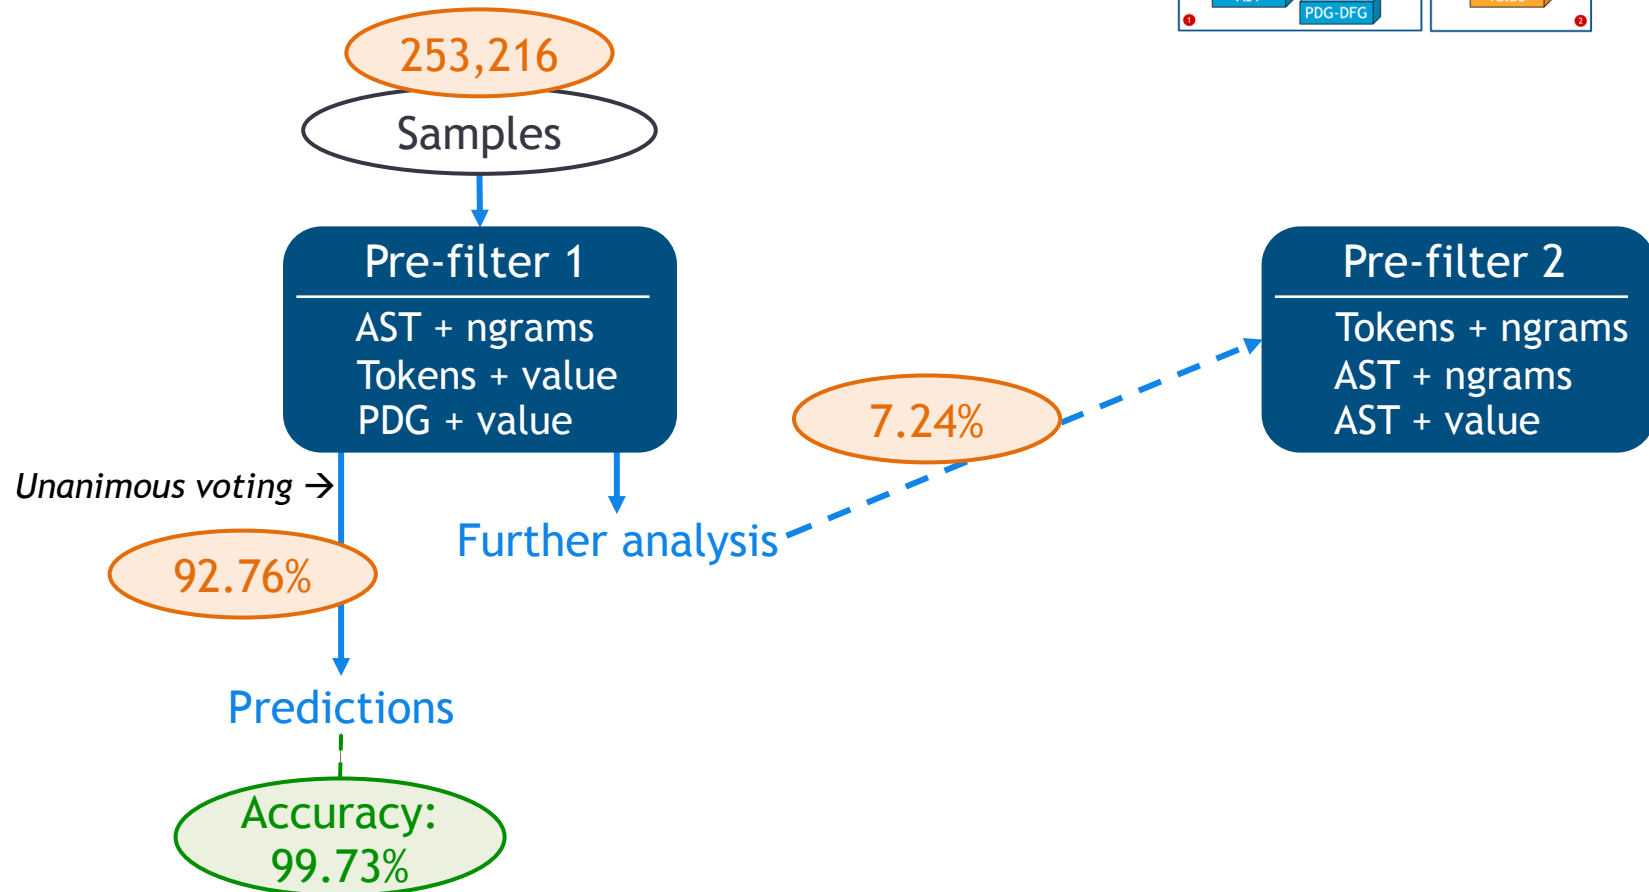 253,216
Samples
PDG-DFG
Pre-filter 1
AST + ngrams
Tokens + value
PDG + value
Pre-filter 2
Tokens + ngrams
AST + ngrams
AST + value
7.24%
Unanimous voting →
Further analysis
92.76%
Predictions
Accuracy:
99.73%